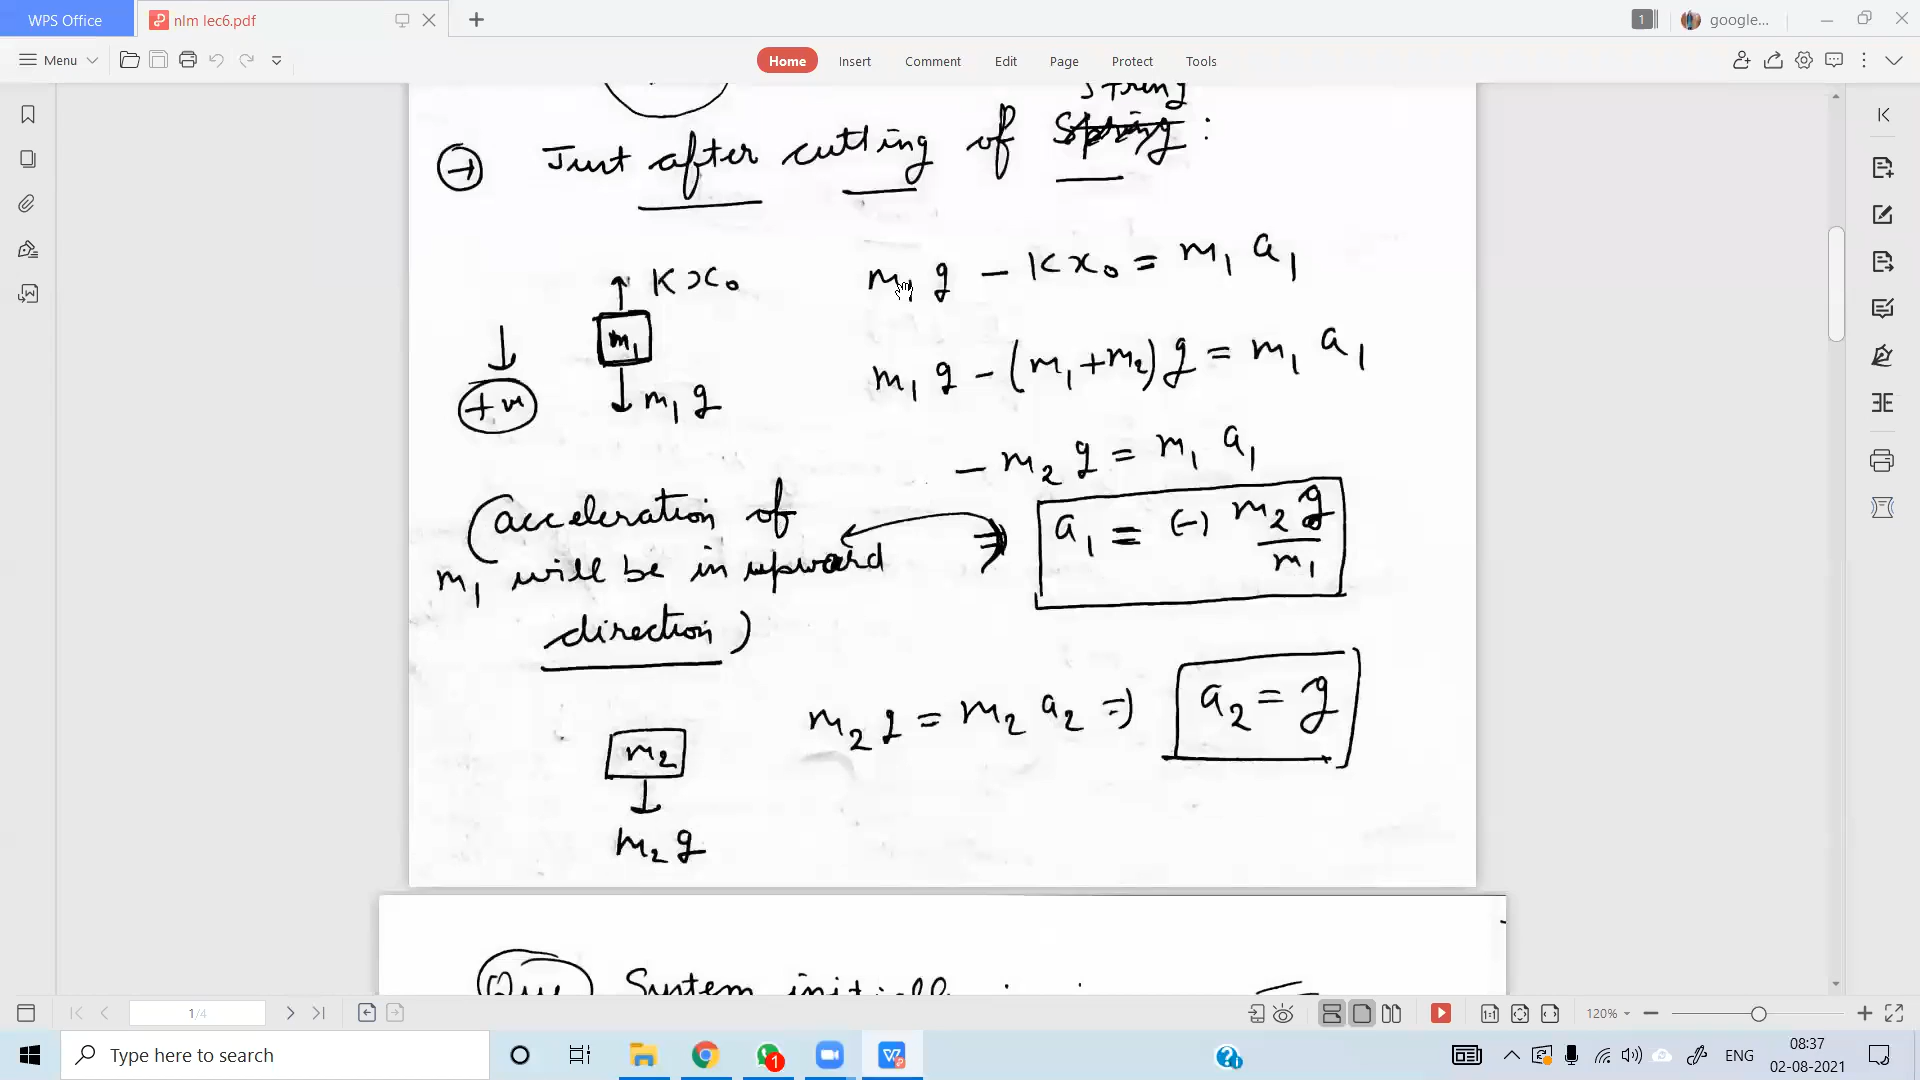 WPS Office
nlm lec6.pdf
1
google...
Menu
Home
Insert
Comment
Edit
Page
Protect
Tools
string
→ Just after cutting of Spring :
K x₀
m₁
m₁ g
+ve
m₁ g - K x₀ = m₁ a₁
m₁ g - (m₁ + m₂) g = m₁ a₁
- m₂ g = m₁ a₁
(acceleration of
m₁ will be in upward
direction)
⇒ a₁ = (-) m₂ g / m₁
m₂
m₂ g
m₂ g = m₂ a₂ ⇒ a₂ = g
Que System initially
1/4
120%
Type here to search
1
ENG
08:37
02-08-2021